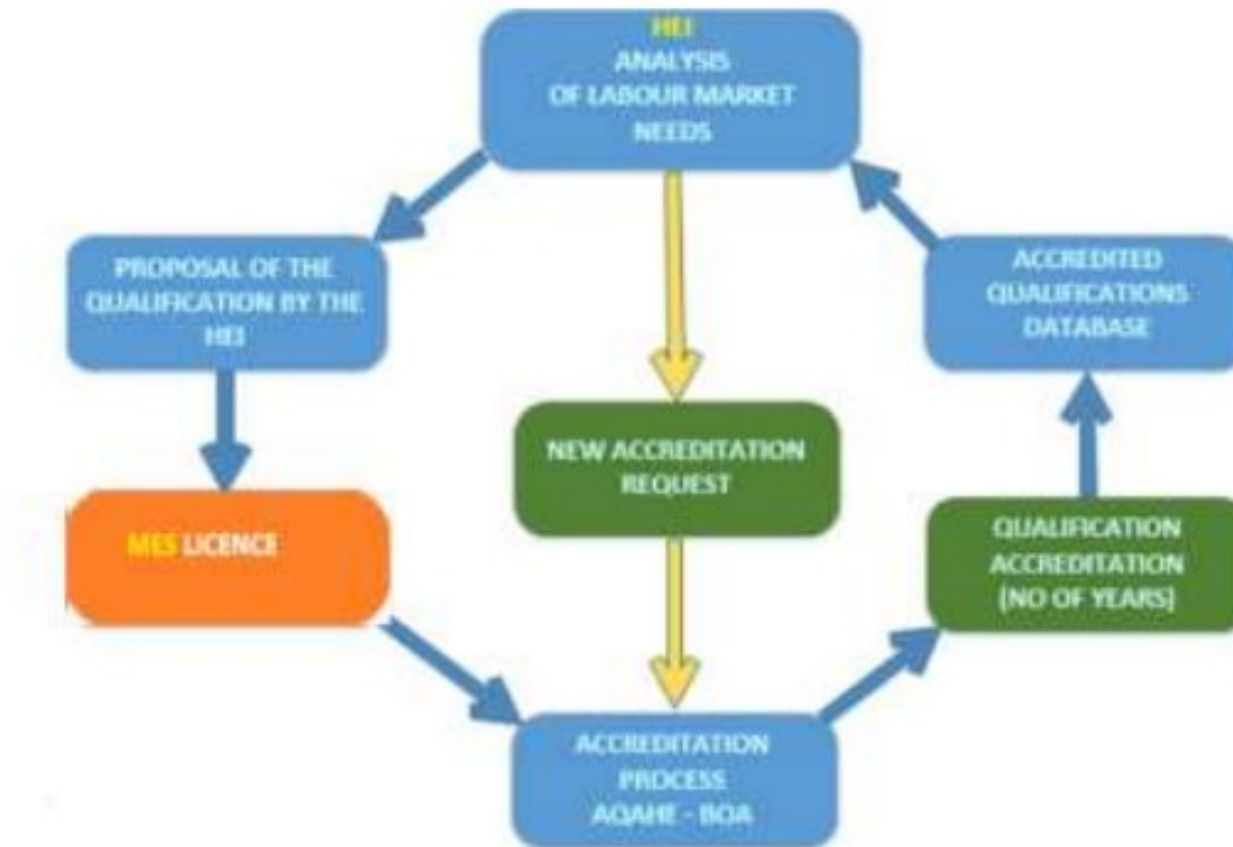 HEI
ANALYSIS
OF LABOUR MARKET
NEEDS
PROPOSAL OF THE
QUALIFICATION BY THE
HEI
ACCREDITED
QUALIFICATIONS
DATABASE
NEW ACCREDITATION
REQUEST
MES LICENCE
QUALIFICATION
ACCREDITATION
(NO OF YEARS)
ACCREDITATION
PROCESS
AQAHE - BOA